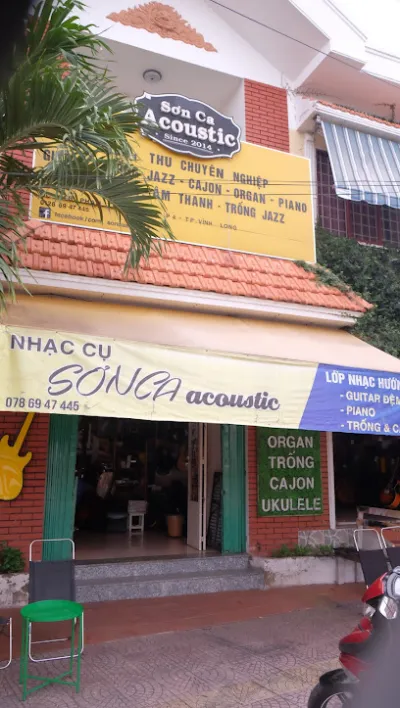 Sơn Ca
Acoustic
Since 2014
THU CHUYÊN NGHIỆP
JAZZ - CAJON - ORGAN - PIANO
ÂM THANH - TRỐNG JAZZ
TP.VĨNH LONG
NHẠC CỤ
SƠNCA acoustic
078 69 47 445
LỚP NHẠC HƯỚN
- GUITAR ĐỆM
- PIANO
- TRỐNG & CA
ORGAN
TRỐNG
CAJON
UKULELE